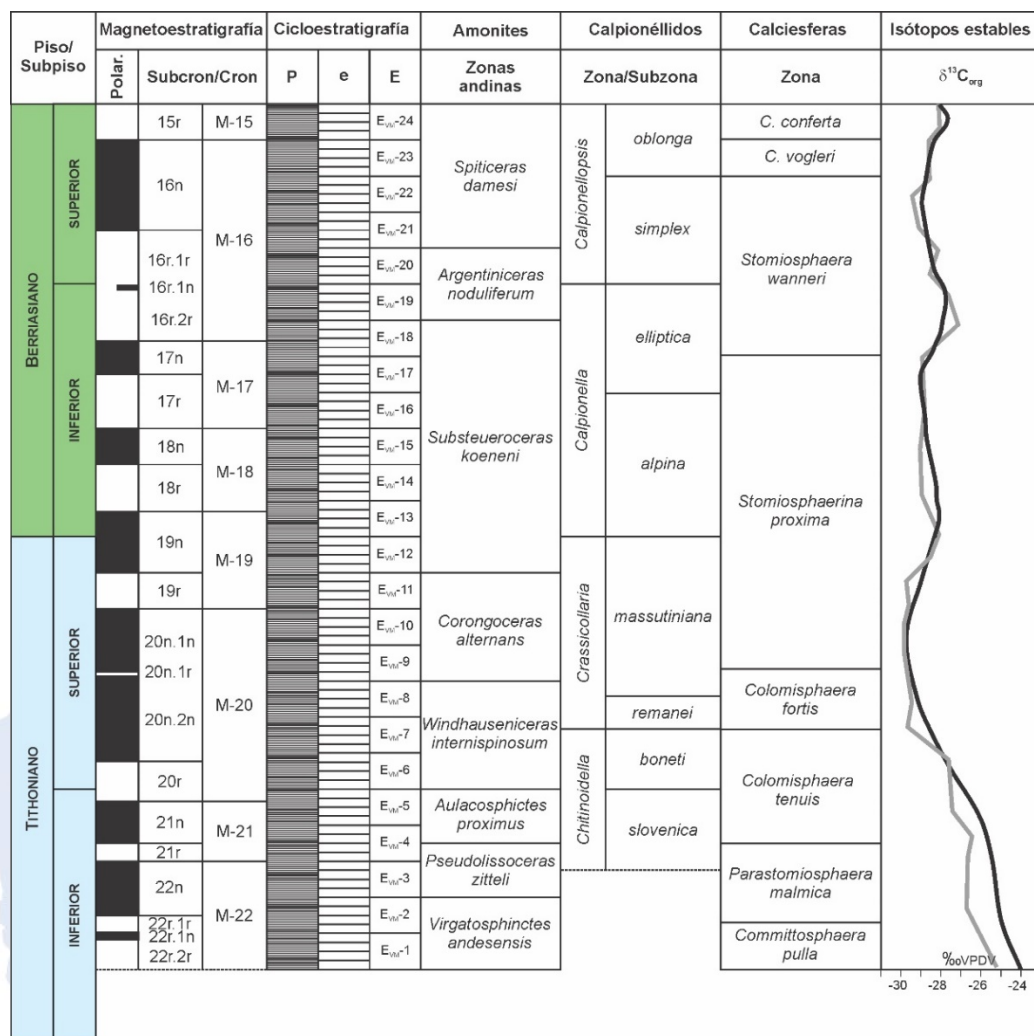 Piso/
Subpiso
Magnetoestratigrafía
Cicloestratigrafía
Amonites
Calpionéllidos
Calciesferas
Isótopos estables
Polar.
Subcron/Cron
P
e
E
Zonas
andinas
Zona/Subzona
Zona
δ¹³Corg
BERRIASIANO
SUPERIOR
INFERIOR
TITHONIANO
SUPERIOR
INFERIOR
15r
16n
16r.1r
16r.1n
16r.2r
17n
17r
18n
18r
19n
19r
20n.1n
20n.1r
20n.2n
20r
21n
21r
22n
22r.1r
22r.1n
22r.2r
M-15
M-16
M-17
M-18
M-19
M-20
M-21
M-22
EVM-24
EVM-23
EVM-22
EVM-21
EVM-20
EVM-19
EVM-18
EVM-17
EVM-16
EVM-15
EVM-14
EVM-13
EVM-12
EVM-11
EVM-10
EVM-9
EVM-8
EVM-7
EVM-6
EVM-5
EVM-4
EVM-3
EVM-2
EVM-1
Spiticeras
damesi
Argentiniceras
noduliferum
Substeueroceras
koeneni
Corongoceras
alternans
Windhauseniceras
internispinosum
Aulacosphictes
proximus
Pseudolissoceras
zitteli
Virgatosphinctes
andesensis
Calpionellopsis
Calpionella
Crassicollaria
Chitinoidella
oblonga
simplex
elliptica
alpina
massutiniana
remanei
boneti
slovenica
C. conferta
C. vogleri
Stomiosphaera
wanneri
Stomiosphaerina
proxima
Colomisphaera
fortis
Colomisphaera
tenuis
Parastomiosphaera
malmica
Committosphaera
pulla
‰VPDV
-30 -28 -26 -24